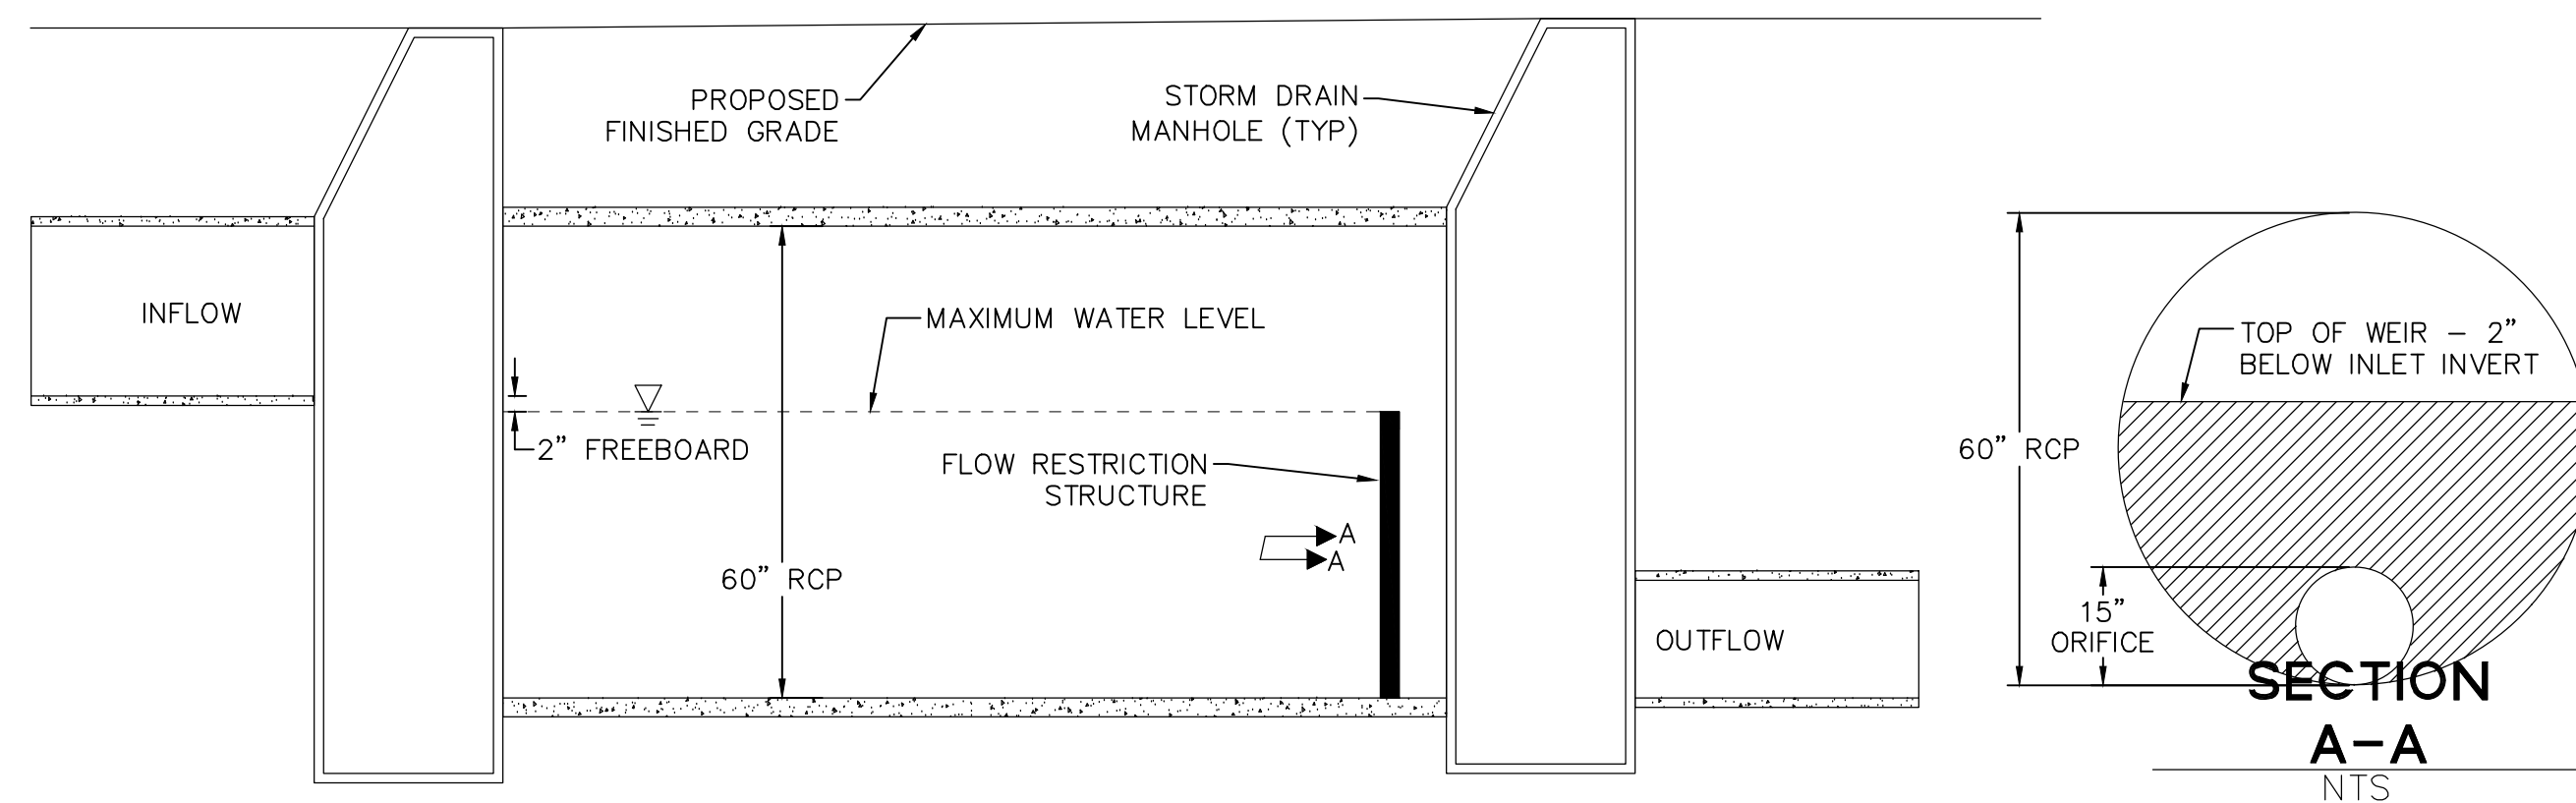 PROPOSED
FINISHED GRADE
STORM DRAIN
MANHOLE (TYP)
INFLOW
MAXIMUM WATER LEVEL
2” FREEBOARD
FLOW RESTRICTION
STRUCTURE
A
A
60” RCP
OUTFLOW
TOP OF WEIR – 2”
BELOW INLET INVERT
60” RCP
15”
ORIFICE
SECTION
A–A
NTS